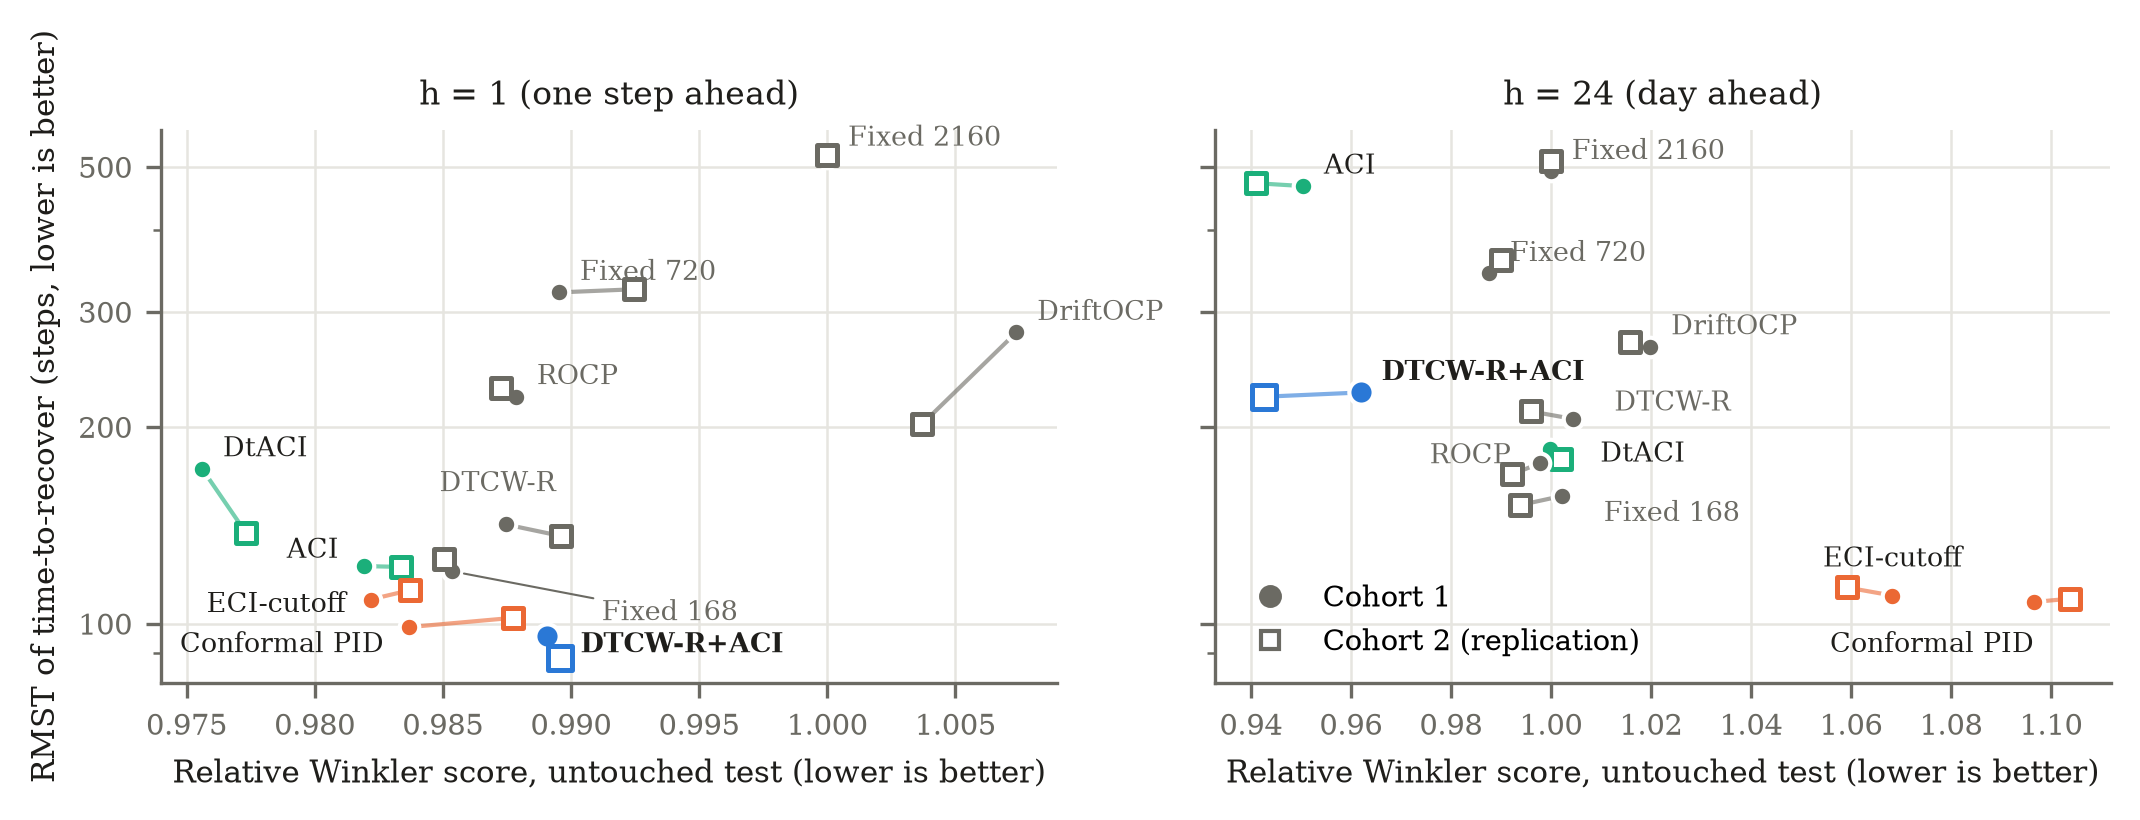 h = 1 (one step ahead)
RMST of time-to-recover (steps, lower is better)
500
300
200
100
Fixed 2160
Fixed 720
DriftOCP
ROCP
DtACI
DTCW-R
ACI
ECI-cutoff
Fixed 168
Conformal PID
DTCW-R+ACI
0.975 0.980 0.985 0.990 0.995 1.000 1.005
Relative Winkler score, untouched test (lower is better)
h = 24 (day ahead)
Fixed 2160
ACI
Fixed 720
DriftOCP
DTCW-R+ACI
DTCW-R
ROCP
DtACI
Fixed 168
ECI-cutoff
Conformal PID
Cohort 1
Cohort 2 (replication)
0.94 0.96 0.98 1.00 1.02 1.04 1.06 1.08 1.10
Relative Winkler score, untouched test (lower is better)